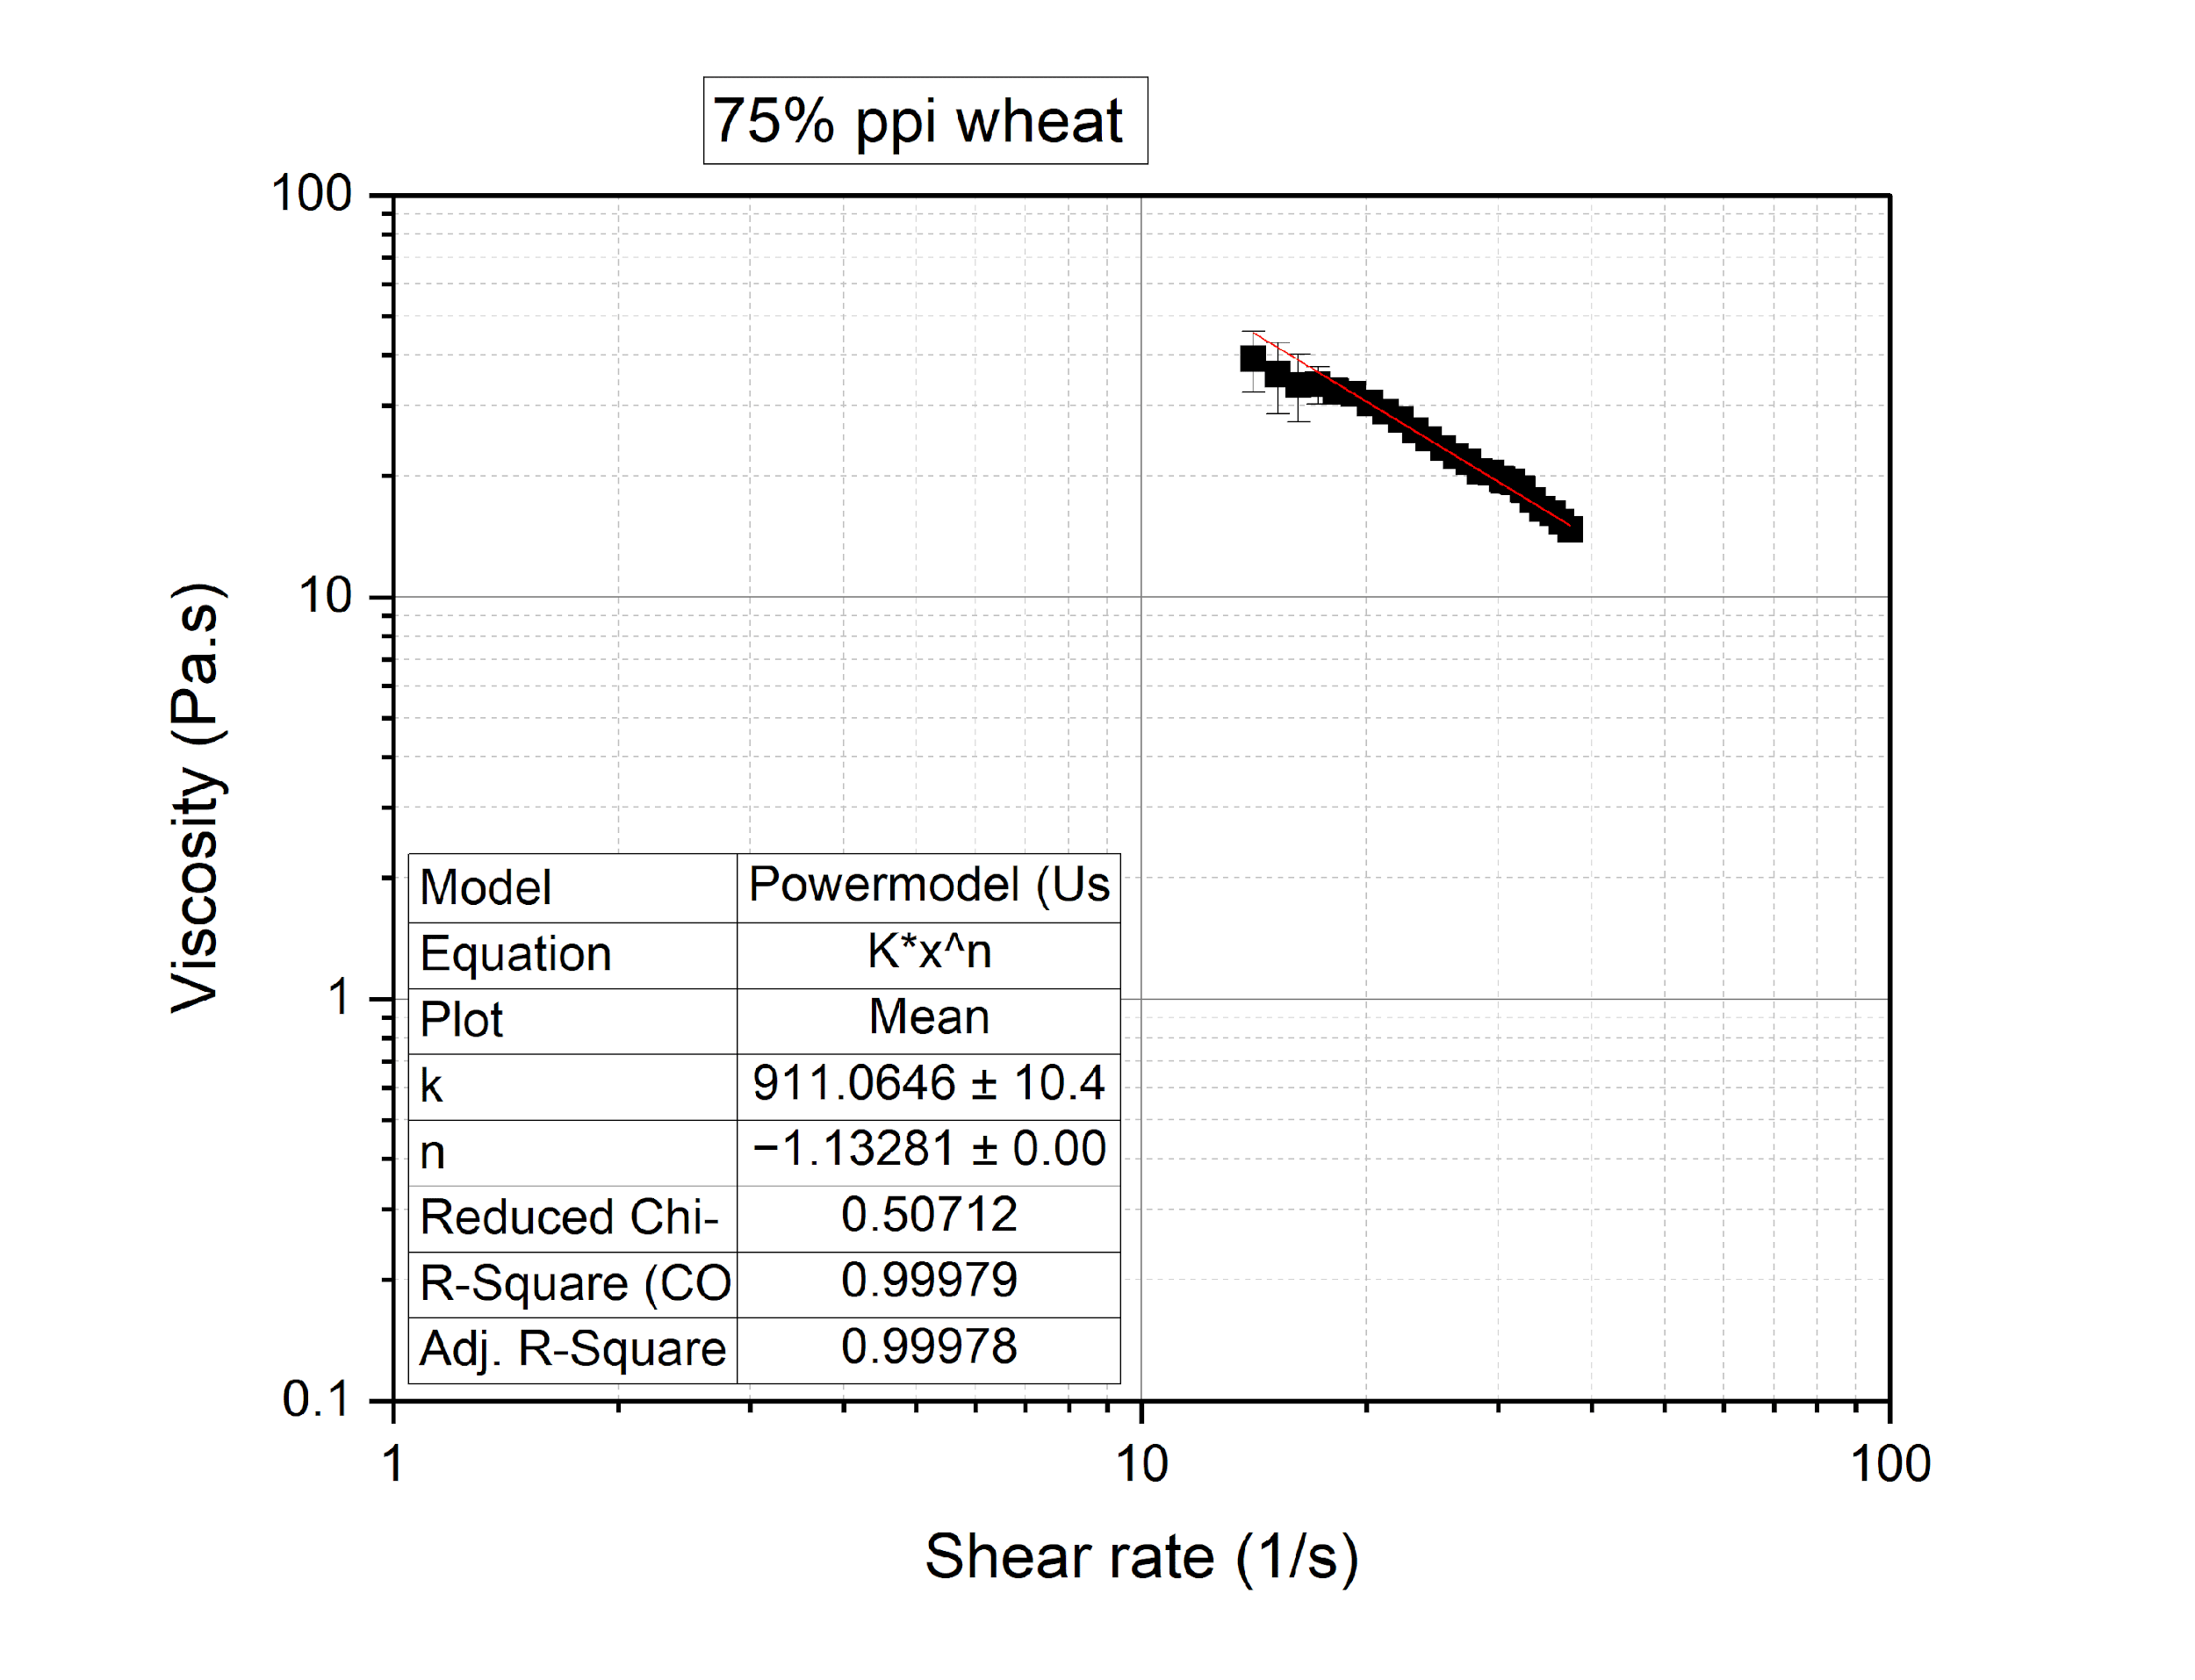 75% ppi wheat
100
10
1
0.1
Viscosity (Pa.s)
Model Powermodel (Us
Equation K*x^n
Plot Mean
k 911.0646 ± 10.4
n −1.13281 ± 0.00
Reduced Chi- 0.50712
R-Square (CO 0.99979
Adj. R-Square 0.99978
1 10 100
Shear rate (1/s)